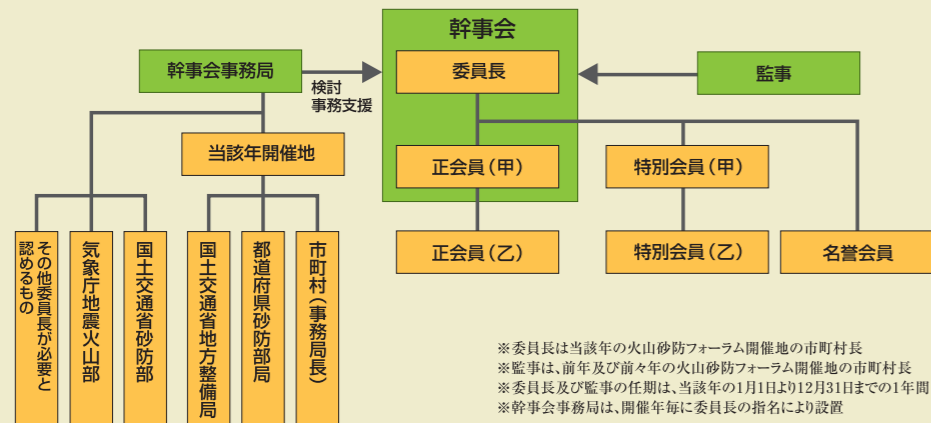 幹事会
幹事会事務局
委員長
監事
検討
事務支援
当該年開催地
正会員(甲)
特別会員(甲)
正会員(乙)
特別会員(乙)
名誉会員
その他委員長が必要と
認めるもの
気象庁地震火山部
国土交通省砂防部
国土交通省地方整備局
都道府県砂防部局
市町村(事務局長)
※委員長は当該年の火山砂防フォーラム開催地の市町村長
※監事は、前年及び前々年の火山砂防フォーラム開催地の市町村長
※委員長及び監事の任期は、当該年の1月1日より12月31日までの1年間
※幹事会事務局は、開催年毎に委員長の指名により設置